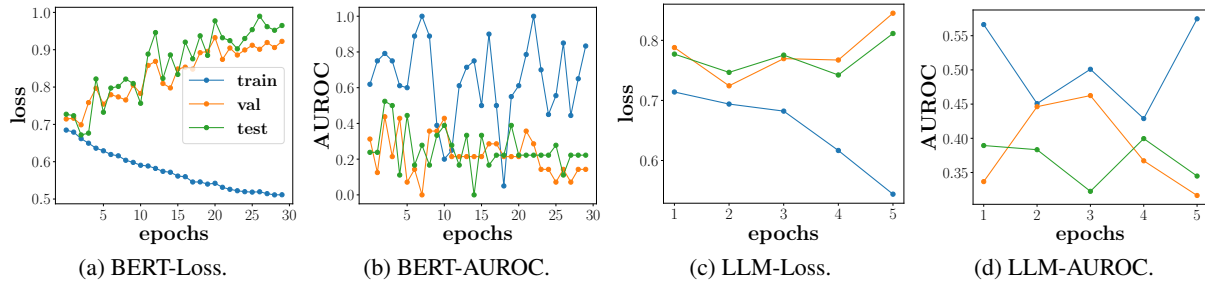 loss
1.0
0.9
0.8
0.7
0.6
0.5
5 10 15 20 25 30
epochs
train
val
test
(a) BERT-Loss.
AUROC
1.0
0.8
0.6
0.4
0.2
0.0
5 10 15 20 25 30
epochs
(b) BERT-AUROC.
loss
0.8
0.7
0.6
1 2 3 4 5
epochs
(c) LLM-Loss.
AUROC
0.55
0.50
0.45
0.40
0.35
1 2 3 4 5
epochs
(d) LLM-AUROC.